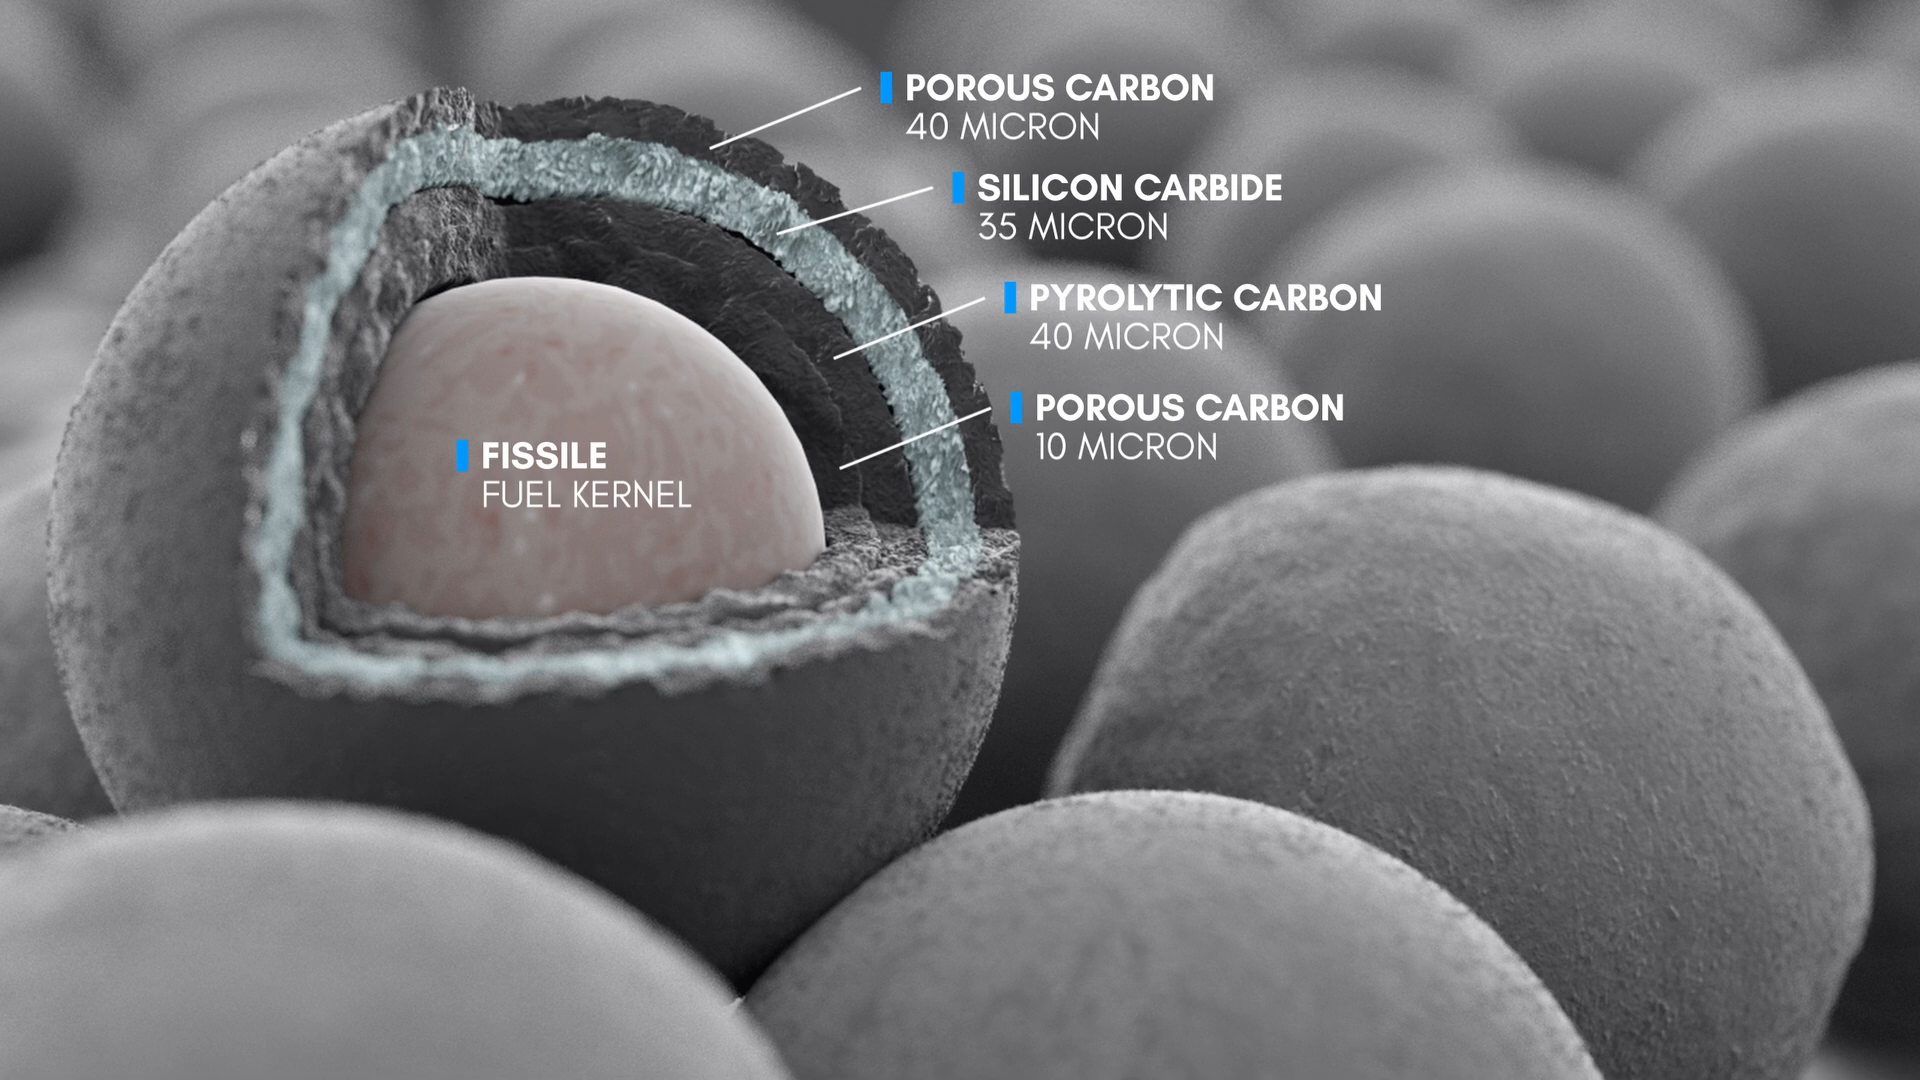 POROUS CARBON
40 MICRON
SILICON CARBIDE
35 MICRON
PYROLYTIC CARBON
40 MICRON
POROUS CARBON
10 MICRON
FISSILE
FUEL KERNEL